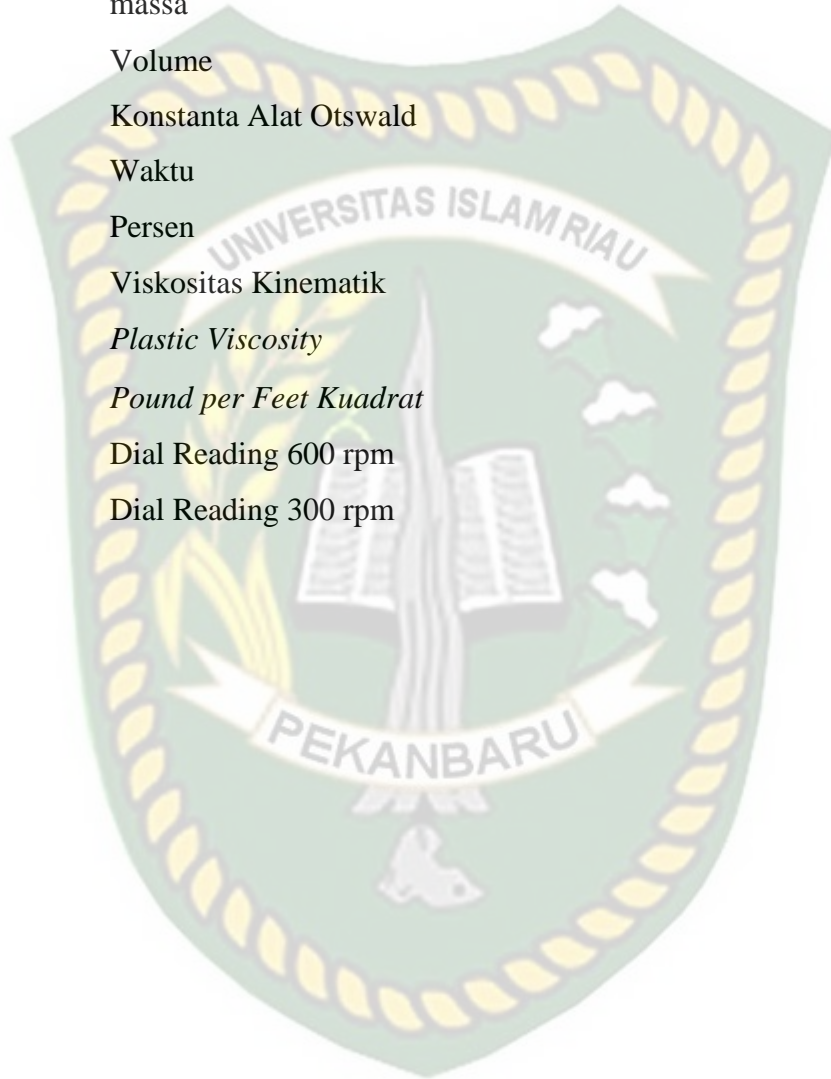 massa
Volume
Konstanta Alat Otswald
Waktu
Persen
UNIVERSITAS ISLAM RIAU
Viskositas Kinematik
Plastic Viscosity
Pound per Feet Kuadrat
Dial Reading 600 rpm
Dial Reading 300 rpm
PEKANBARU